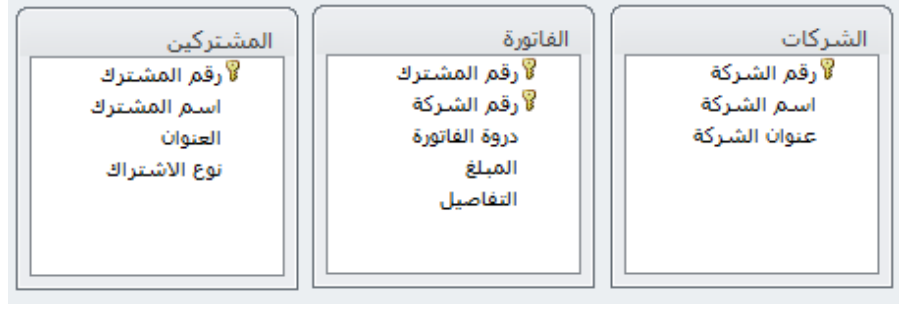 الشركات
رقم الشركة
اسم الشركة
عنوان الشركة
الفاتورة
رقم المشترك
رقم الشركة
دروة الفاتورة
المبلغ
التفاصيل
المشتركين
رقم المشترك
اسم المشترك
العنوان
نوع الاشتراك